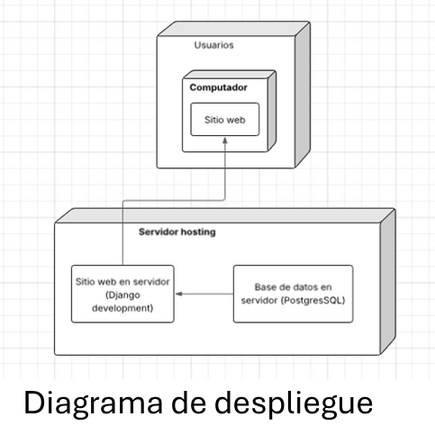 Usuarios
Computador
Sitio web
Servidor hosting
Sitio web en servidor
(Django
development)
Base de datos en
servidor (PostgresSQL)
Diagrama de despliegue